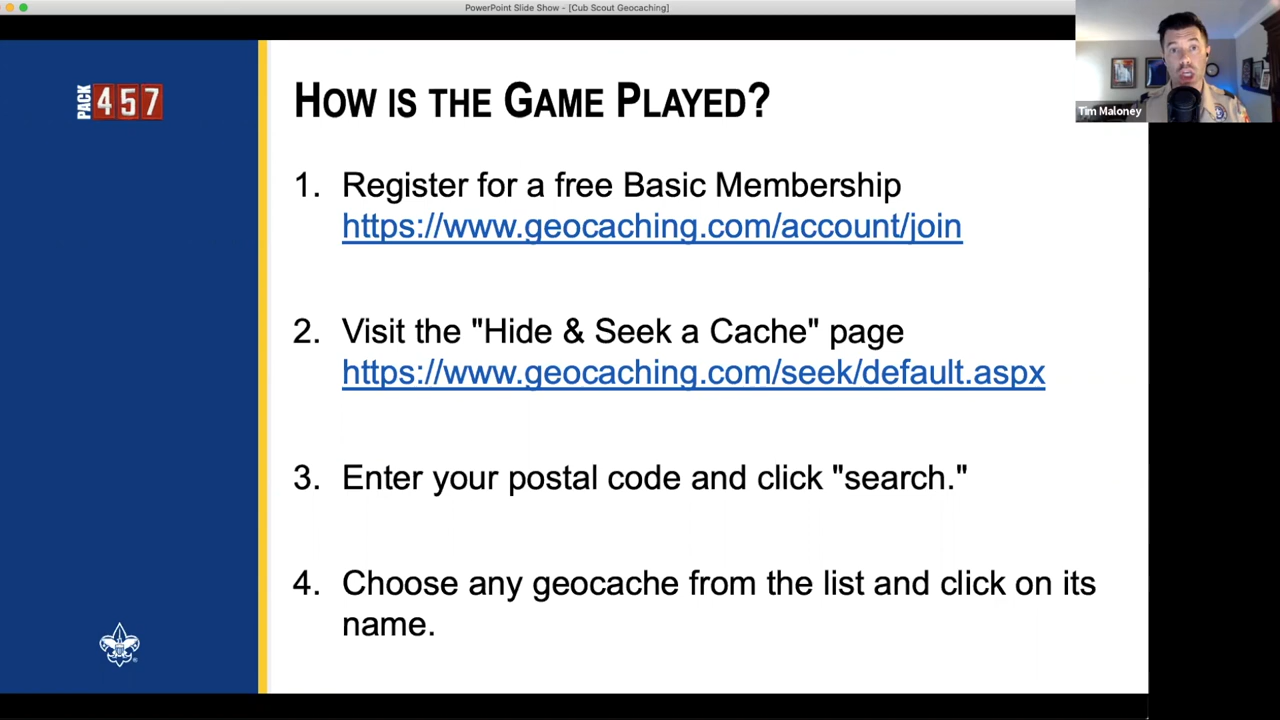 PowerPoint Slide Show - [Cub Scout Geocaching]
PACK 457
HOW IS THE GAME PLAYED?
Tim Maloney
1. Register for a free Basic Membership
https://www.geocaching.com/account/join
2. Visit the "Hide & Seek a Cache" page
https://www.geocaching.com/seek/default.aspx
3. Enter your postal code and click "search."
4. Choose any geocache from the list and click on its
name.